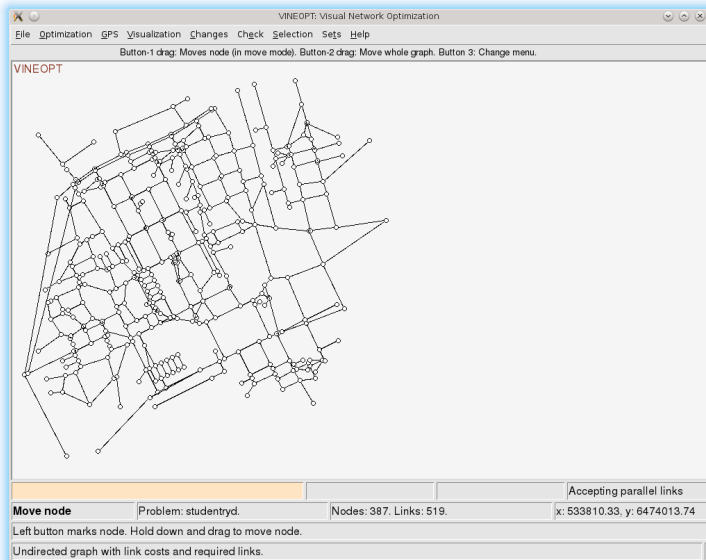 VINEOPT: Visual Network Optimization
File Optimization GPS Visualization Changes Check Selection Sets Help
Button-1 drag: Moves node (in move mode). Button-2 drag: Move whole graph. Button 3: Change menu.
VINEOPT
Accepting parallel links
Move node Problem: studentryd. Nodes: 387. Links: 519. x: 533810.33, y: 6474013.74
Left button marks node. Hold down and drag to move node.
Undirected graph with link costs and required links.